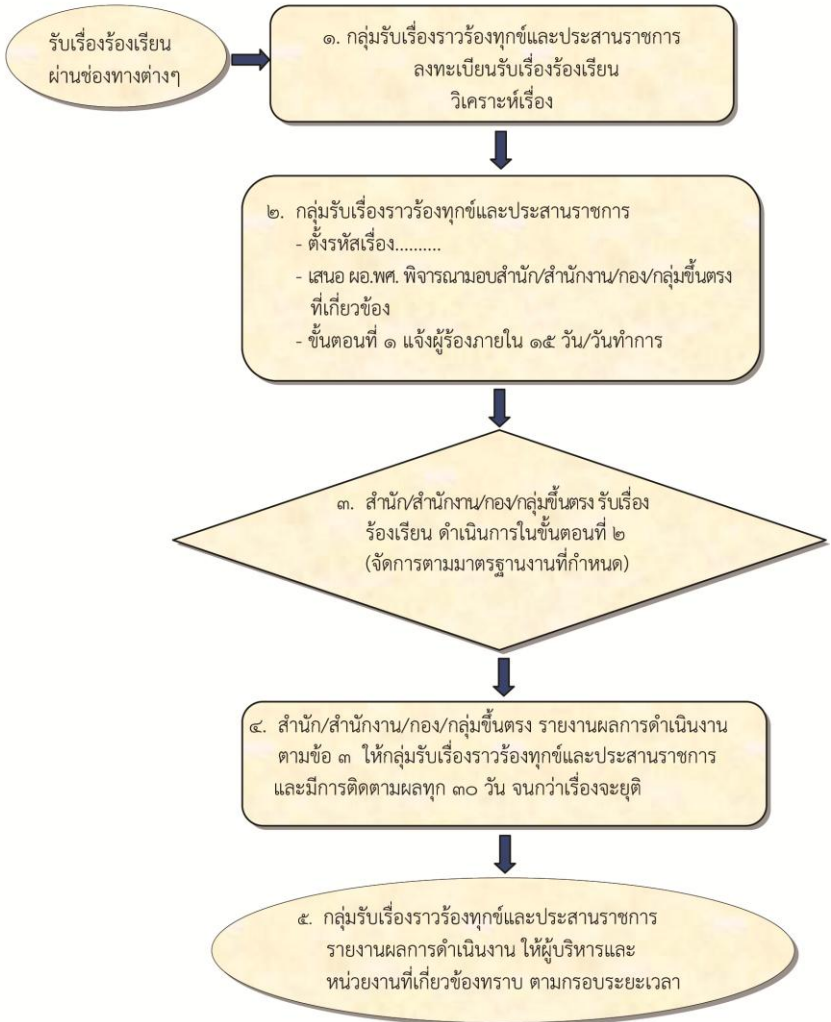 รับเรื่องร้องเรียน
ผ่านช่องทางต่างๆ
๑. กลุ่มรับเรื่องราวร้องทุกข์และประสานราชการ
ลงทะเบียนรับเรื่องร้องเรียน
วิเคราะห์เรื่อง
๒. กลุ่มรับเรื่องราวร้องทุกข์และประสานราชการ
- ตั้งรหัสเรื่อง..........
- เสนอ ผอ.พศ. พิจารณามอบสำนัก/สำนักงาน/กอง/กลุ่มขึ้นตรง
ที่เกี่ยวข้อง
- ขั้นตอนที่ ๑ แจ้งผู้ร้องภายใน ๑๕ วัน/วันทำการ
๓. สำนัก/สำนักงาน/กอง/กลุ่มขึ้นตรง รับเรื่อง
ร้องเรียน ดำเนินการในขั้นตอนที่ ๒
(จัดการตามมาตรฐานงานที่กำหนด)
๔. สำนัก/สำนักงาน/กอง/กลุ่มขึ้นตรง รายงานผลการดำเนินงาน
ตามข้อ ๓ ให้กลุ่มรับเรื่องราวร้องทุกข์และประสานราชการ
และมีการติดตามผลทุก ๓๐ วัน จนกว่าเรื่องจะยุติ
๕. กลุ่มรับเรื่องราวร้องทุกข์และประสานราชการ
รายงานผลการดำเนินงาน ให้ผู้บริหารและ
หน่วยงานที่เกี่ยวข้องทราบ ตามกรอบระยะเวลา